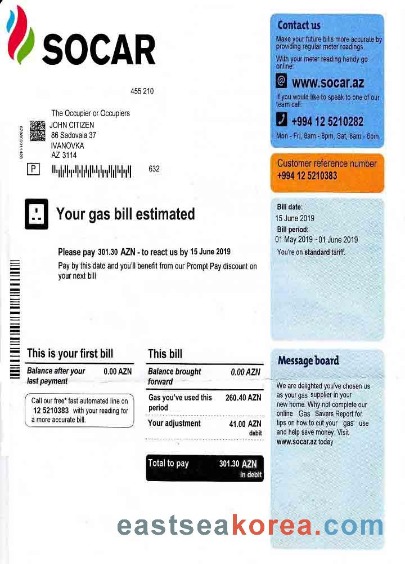 SOCAR
455 210
The Occupier or Occupiers
JOHN CITIZEN
86 Sadovaia 37
IVANOVKA
AZ 3114
P
632
Your gas bill estimated
Please pay 301.30 AZN - to react us by 15 June 2019
Pay by this date and you'll benefit from our Prompt Pay discount on
your next bill
This is your first bill
Balance after your
last payment
0.00 AZN
Call our free* fast automated line on
12 5210383 with your reading for
a more accurate bill.
This bill
Balance brought
forward
0.00 AZN
Gas you've used this
period
260.40 AZN
Your adjustment
41.00 AZN
debit
Total to pay
301.30 AZN
in debit
Contact us
Make your future bills more accurate by
providing regular meter readings.
With your meter reading handy go
online:
www.socar.az
If you would like to speak to one of our
team call:
+994 12 5210282
Mon - Fri, 8am - 8pm, Sat, 8am - 6pm
Customer reference number
+994 12 5210383
Bill date:
15 June 2019
Bill period:
01 May 2019 - 01 June 2019
You're on standard tariff.
Message board
We are delighted you've chosen us
as your gas supplier in your
new home. Why not complete our
online Gas Savers Report for
tips on how to cut your gas use
and help save money. Visit
www.socar.az today
eastseakorea.com